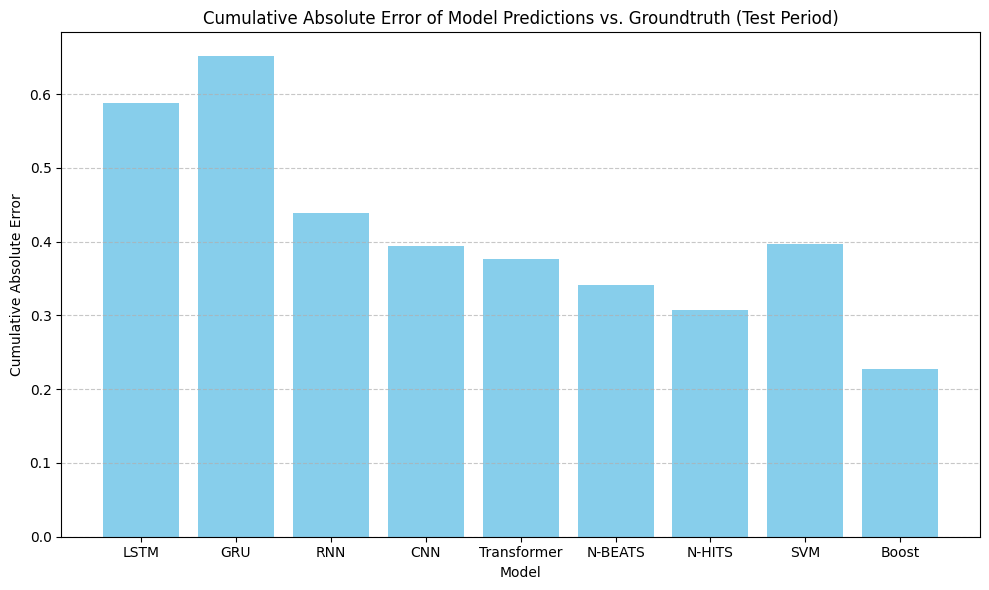 Cumulative Absolute Error of Model Predictions vs. Groundtruth (Test Period)
Cumulative Absolute Error
0.6
0.5
0.4
0.3
0.2
0.1
0.0
LSTM GRU RNN CNN Transformer N-BEATS N-HITS SVM Boost
Model